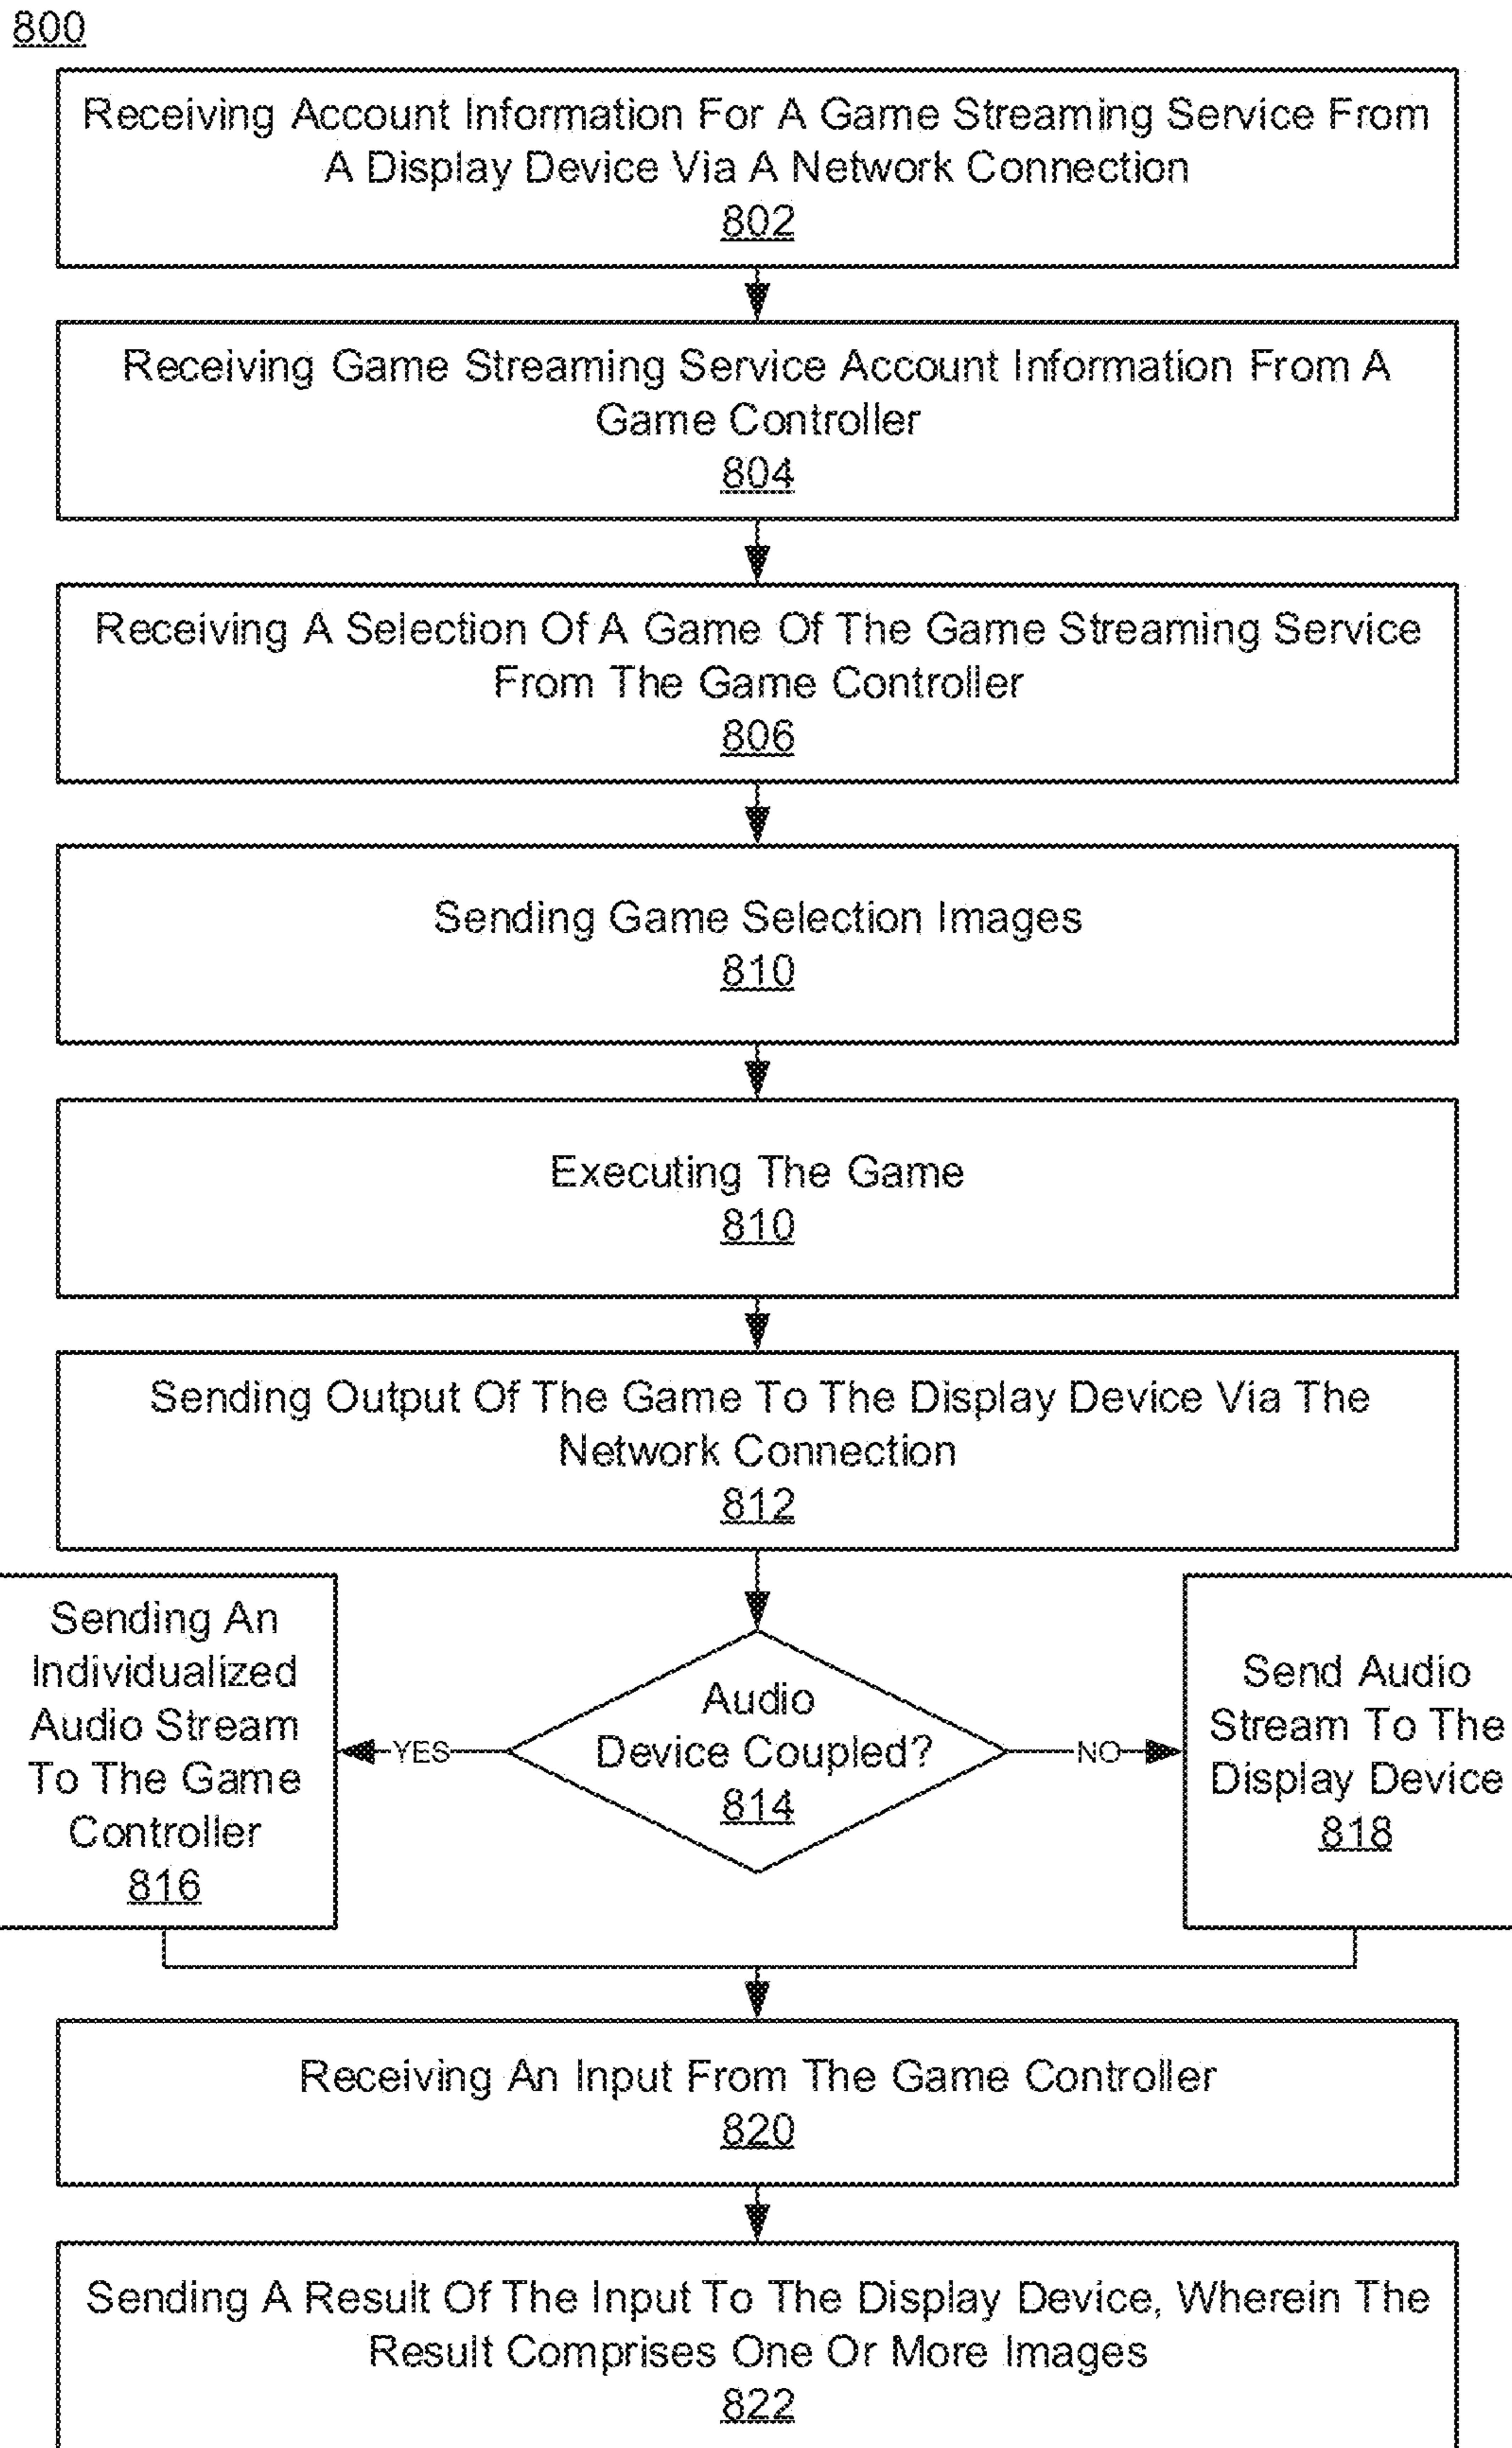 800
Receiving Account Information For A Game Streaming Service From
A Display Device Via A Network Connection
802
Receiving Game Streaming Service Account Information From A
Game Controller
804
Receiving A Selection Of A Game Of The Game Streaming Service
From The Game Controller
806
Sending Game Selection Images
810
Executing The Game
810
Sending Output Of The Game To The Display Device Via The
Network Connection
812
Audio
Device Coupled?
814
YES
Sending An
Individualized
Audio Stream
To The Game
Controller
816
NO
Send Audio
Stream To The
Display Device
818
Receiving An Input From The Game Controller
820
Sending A Result Of The Input To The Display Device, Wherein The
Result Comprises One Or More Images
822